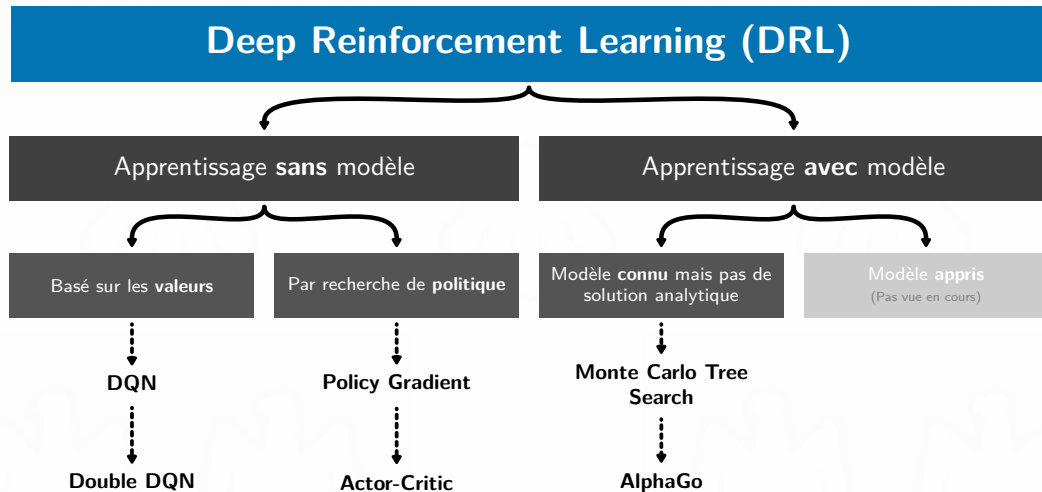 Deep Reinforcement Learning (DRL)
Apprentissage sans modèle
Apprentissage avec modèle
Basé sur les valeurs
Par recherche de politique
Modèle connu mais pas de
solution analytique
Modèle appris
(Pas vue en cours)
DQN
Policy Gradient
Monte Carlo Tree
Search
Double DQN
Actor-Critic
AlphaGo